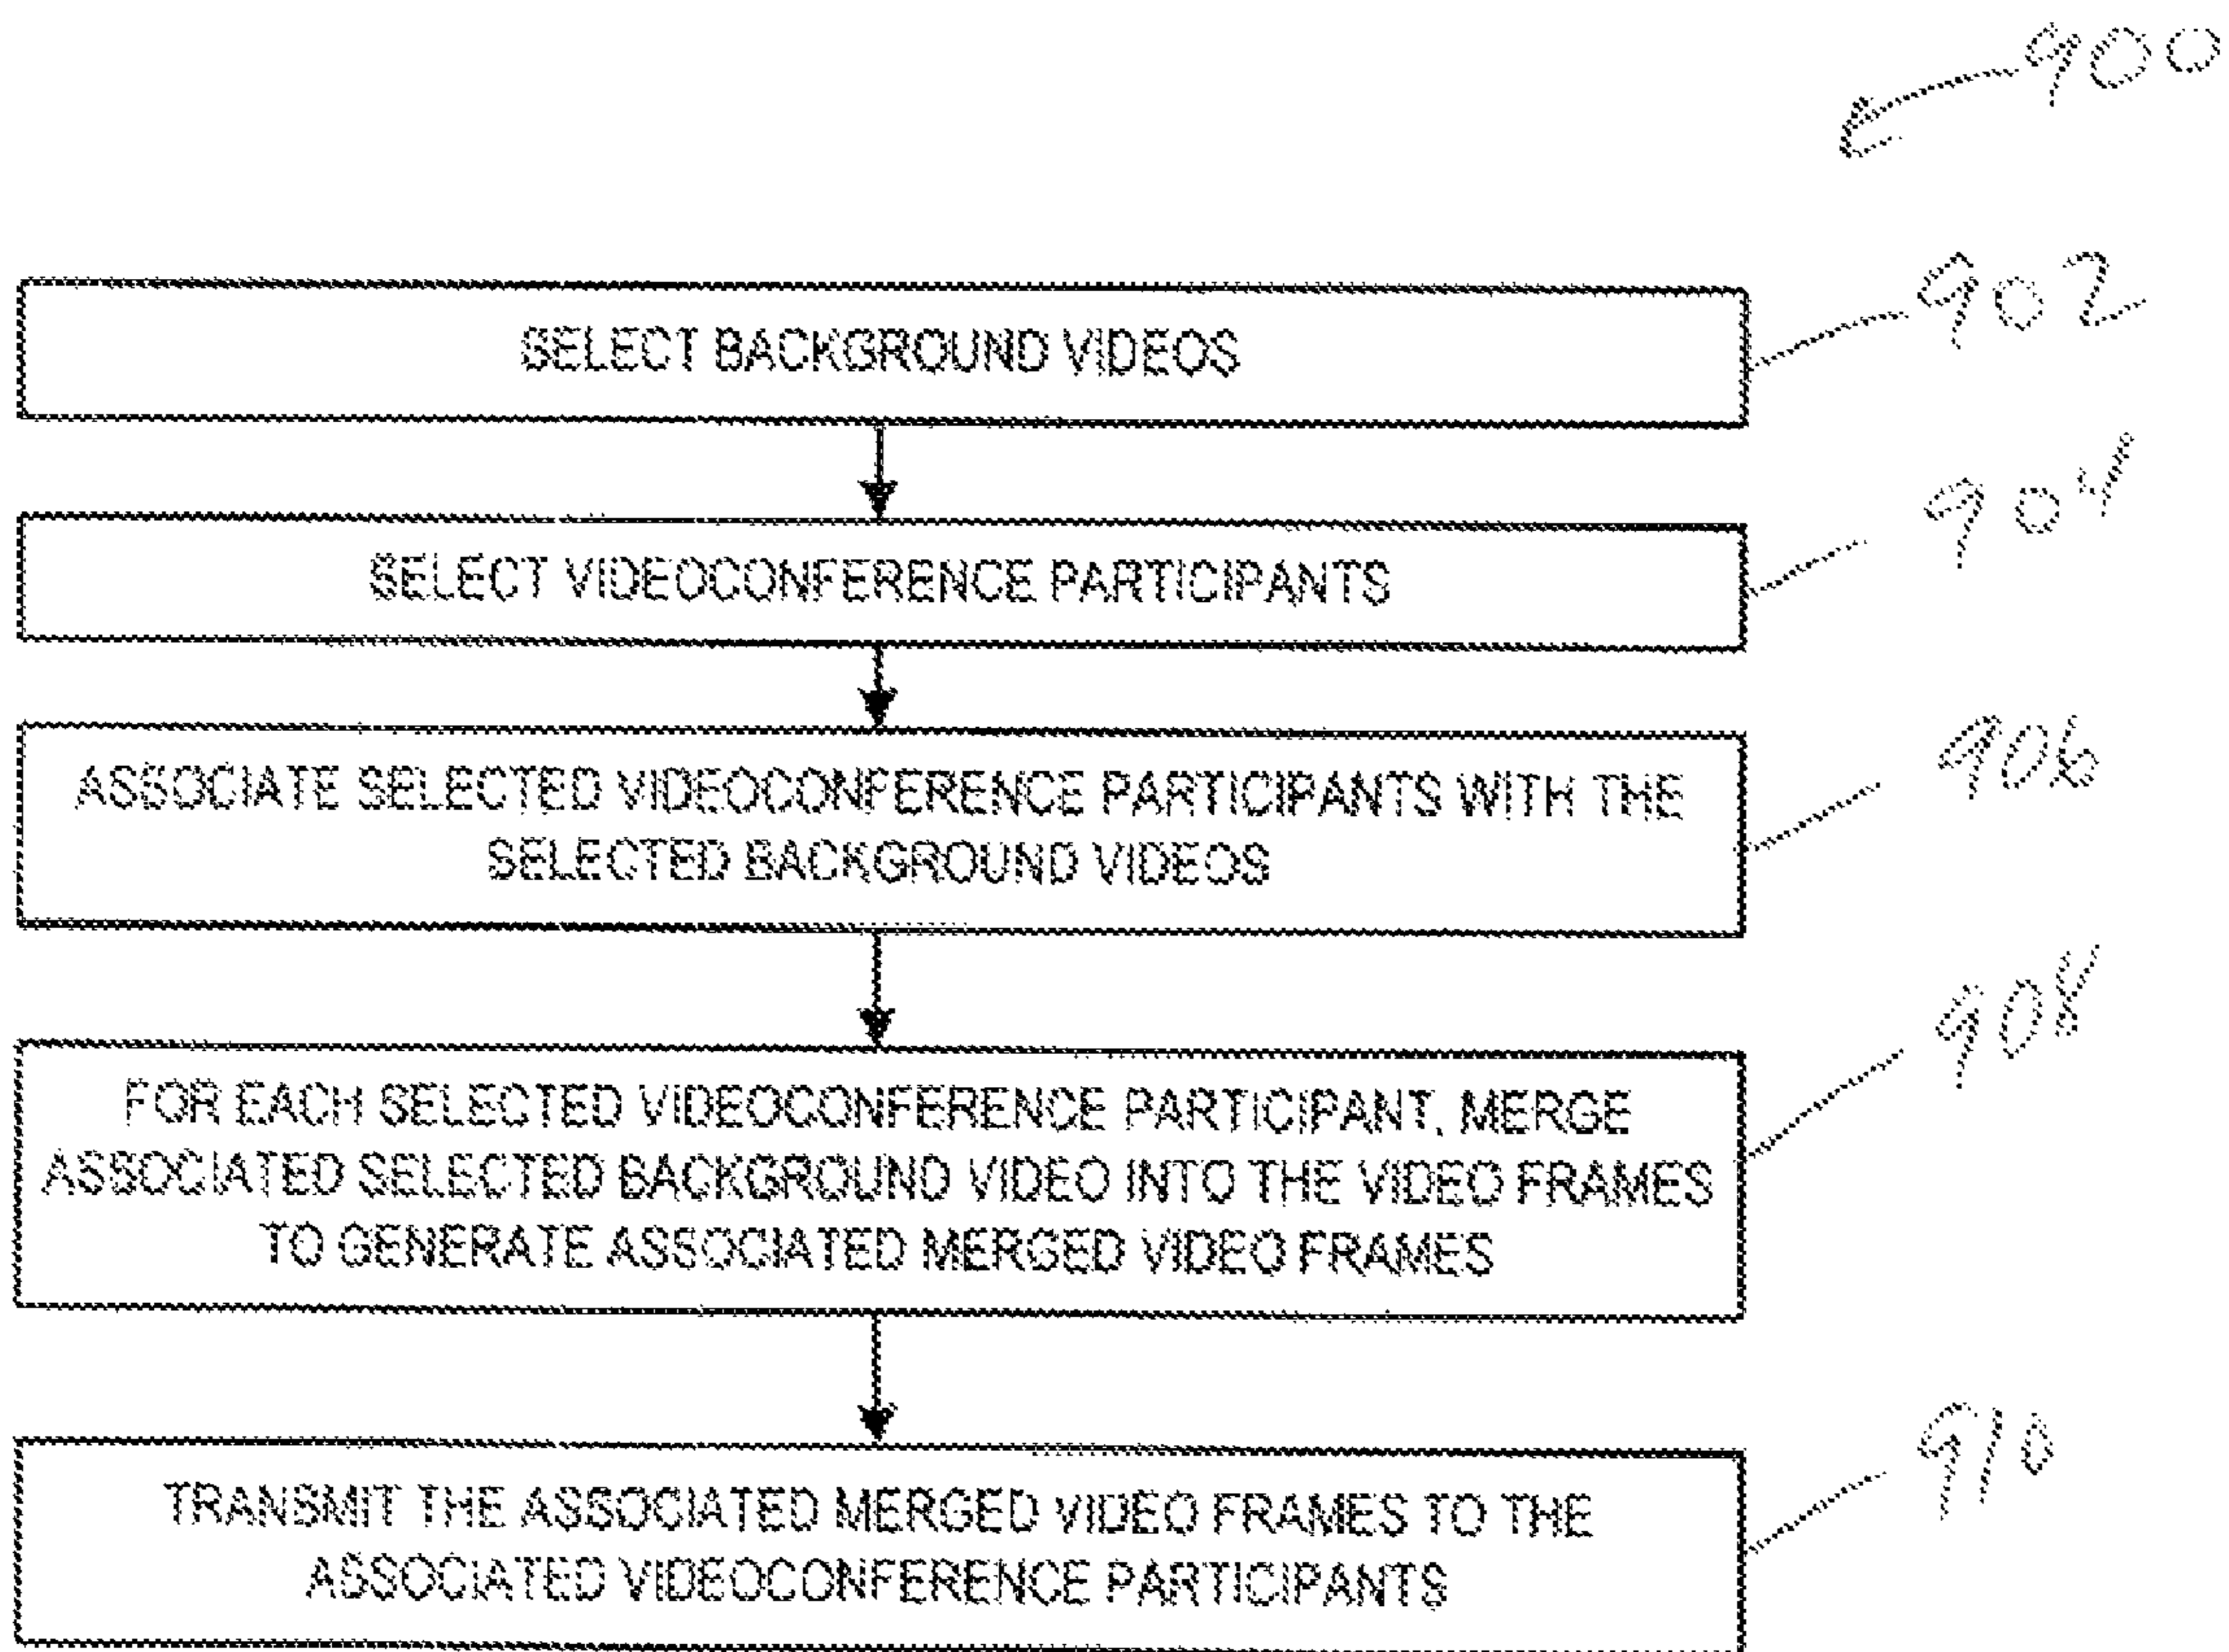 900
SELECT BACKGROUND VIDEOS
902
SELECT VIDEOCONFERENCE PARTICIPANTS
904
ASSOCIATE SELECTED VIDEOCONFERENCE PARTICIPANTS WITH THE
SELECTED BACKGROUND VIDEOS
906
FOR EACH SELECTED VIDEOCONFERENCE PARTICIPANT, MERGE
ASSOCIATED SELECTED BACKGROUND VIDEO INTO THE VIDEO FRAMES
TO GENERATE ASSOCIATED MERGED VIDEO FRAMES
908
TRANSMIT THE ASSOCIATED MERGED VIDEO FRAMES TO THE
ASSOCIATED VIDEOCONFERENCE PARTICIPANTS
910